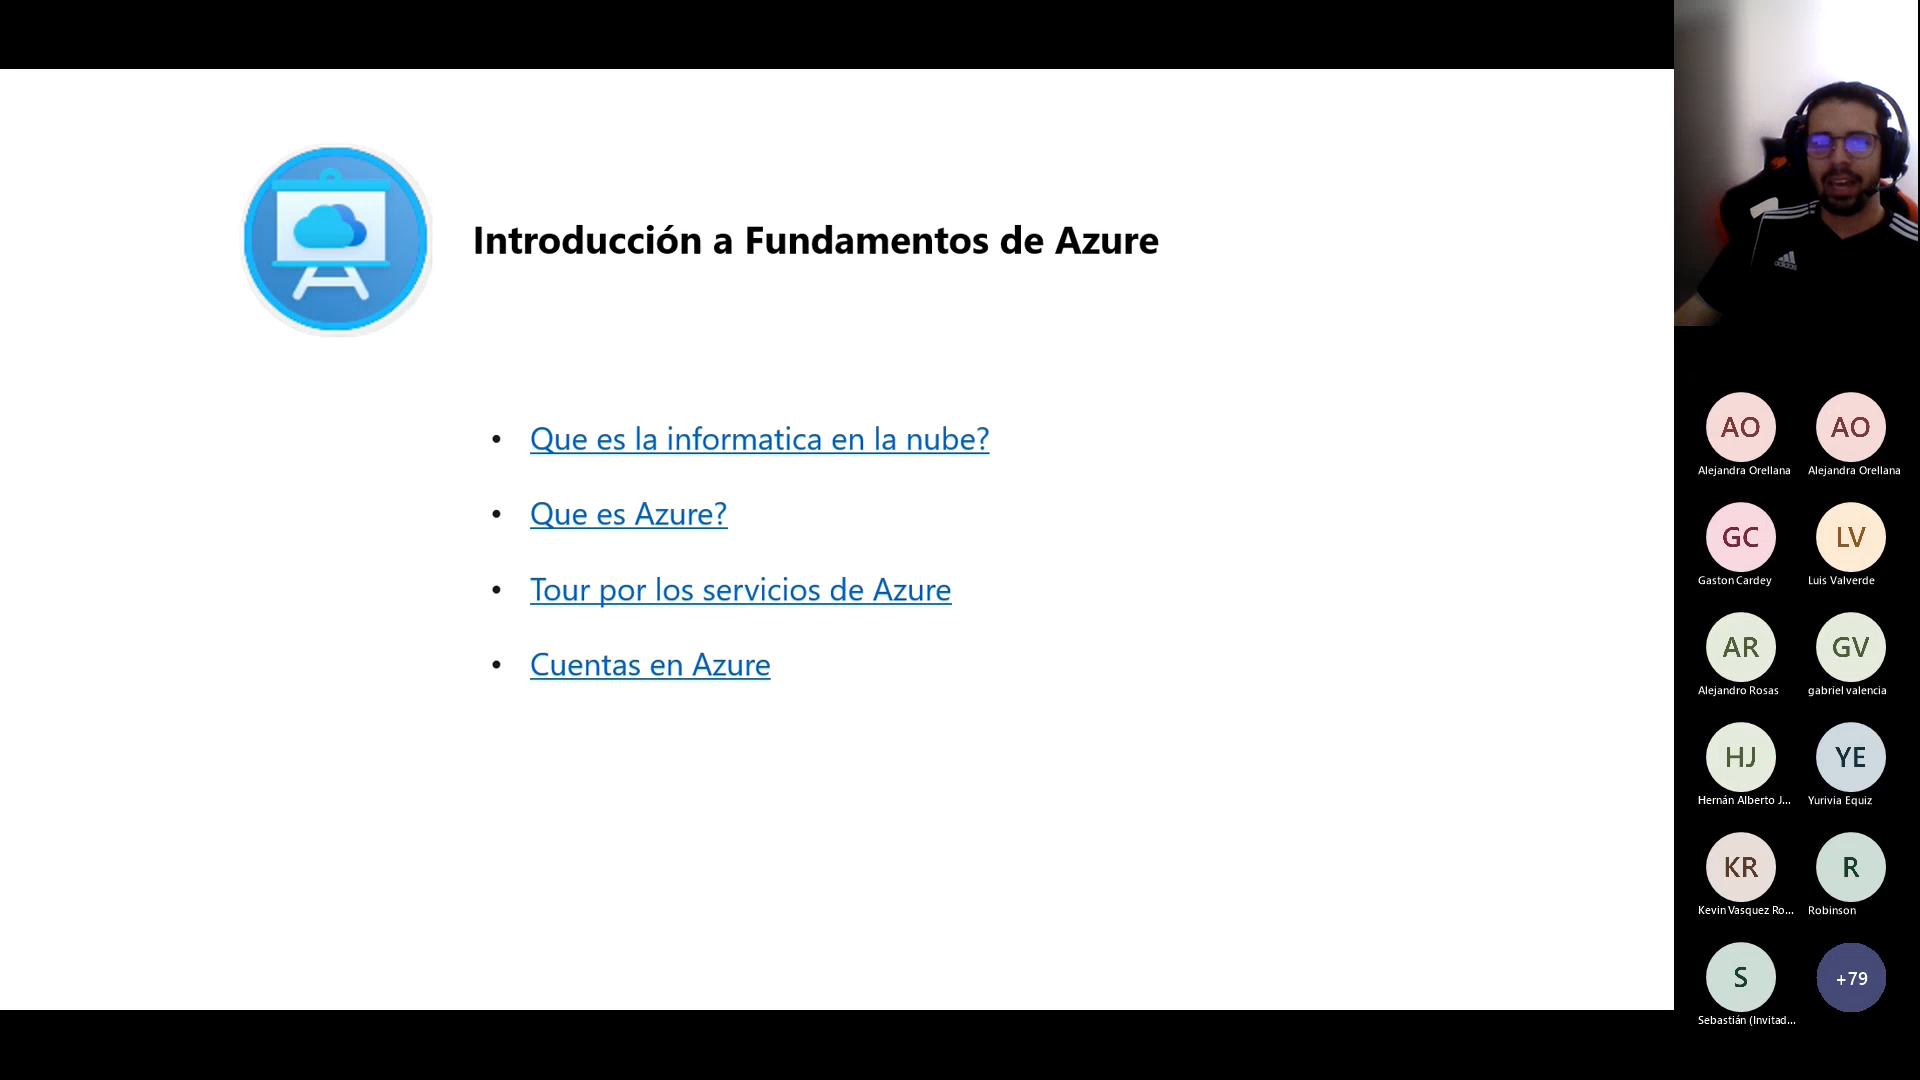 Introducción a Fundamentos de Azure
• Que es la informatica en la nube?
• Que es Azure?
• Tour por los servicios de Azure
• Cuentas en Azure
adidas
AO AO
Alejandra Orellana Alejandra Orellana
GC LV
Gaston Cardey Luis Valverde
AR GV
Alejandro Rosas gabriel valencia
HJ YE
Hernán Alberto J... Yurivia Equiz
KR R
Kevin Vasquez Ro... Robinson
S +79
Sebastián (Invitad...